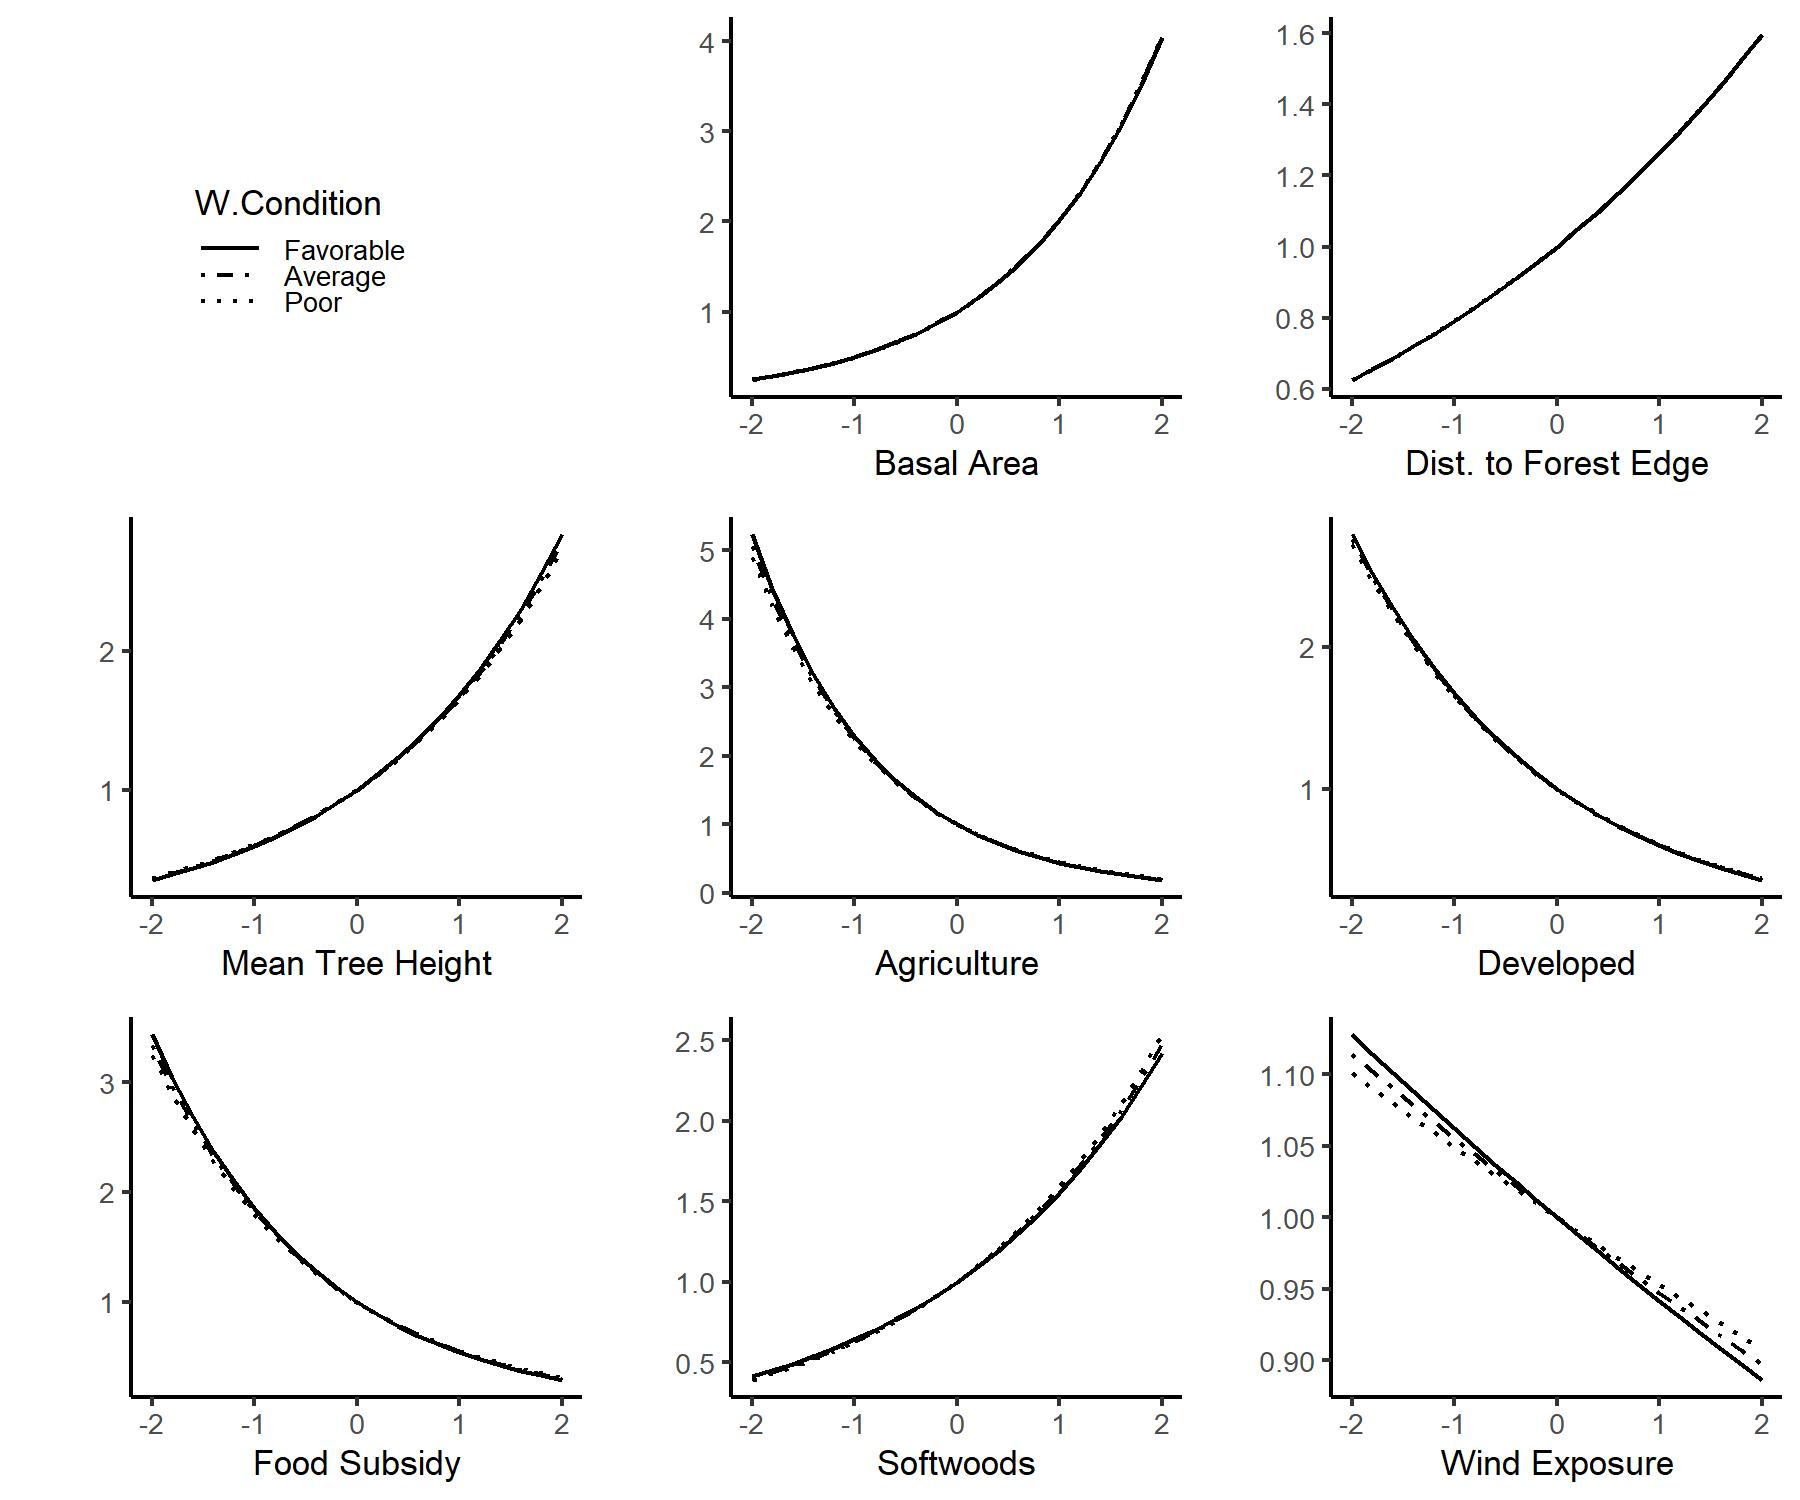 W.Condition
Favorable
Average
Poor
4
3
2
1
-2 -1 0 1 2
Basal Area
1.6
1.4
1.2
1.0
0.8
0.6
-2 -1 0 1 2
Dist. to Forest Edge
2
1
-2 -1 0 1 2
Mean Tree Height
5
4
3
2
1
0
-2 -1 0 1 2
Agriculture
2
1
-2 -1 0 1 2
Developed
3
2
1
-2 -1 0 1 2
Food Subsidy
2.5
2.0
1.5
1.0
0.5
-2 -1 0 1 2
Softwoods
1.10
1.05
1.00
0.95
0.90
-2 -1 0 1 2
Wind Exposure